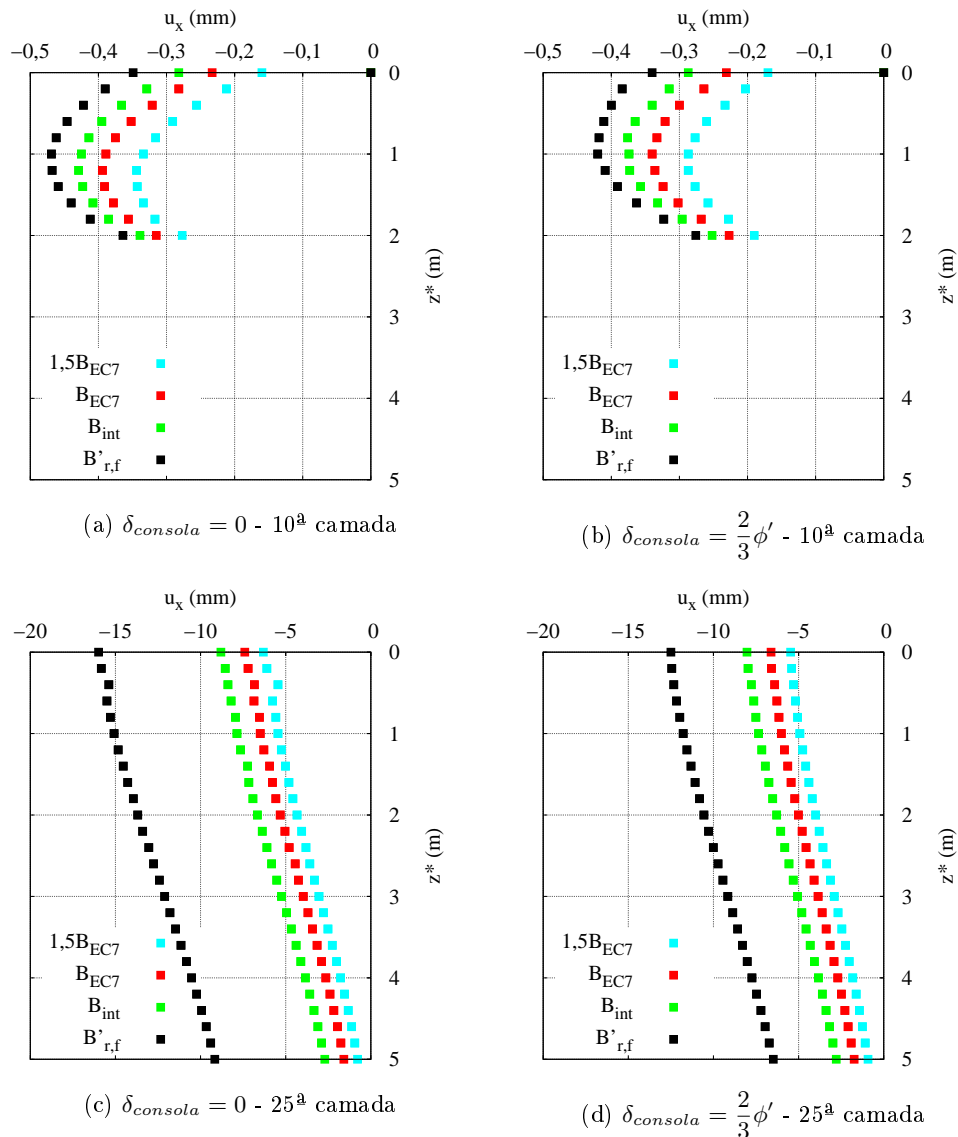 u_x (mm)
−0,5 −0,4 −0,3 −0,2 −0,1 0
0
1
2
3
4
5
z* (m)
1,5B_EC7
B_EC7
B_int
B'_r,f
(a) δ_consola = 0 - 10ª camada
u_x (mm)
−0,5 −0,4 −0,3 −0,2 −0,1 0
0
1
2
3
4
5
z* (m)
1,5B_EC7
B_EC7
B_int
B'_r,f
(b) δ_consola = 2/3 ϕ′ - 10ª camada
u_x (mm)
−20 −15 −10 −5 0
0
1
2
3
4
5
z* (m)
1,5B_EC7
B_EC7
B_int
B'_r,f
(c) δ_consola = 0 - 25ª camada
u_x (mm)
−20 −15 −10 −5 0
0
1
2
3
4
5
z* (m)
1,5B_EC7
B_EC7
B_int
B'_r,f
(d) δ_consola = 2/3 ϕ′ - 25ª camada